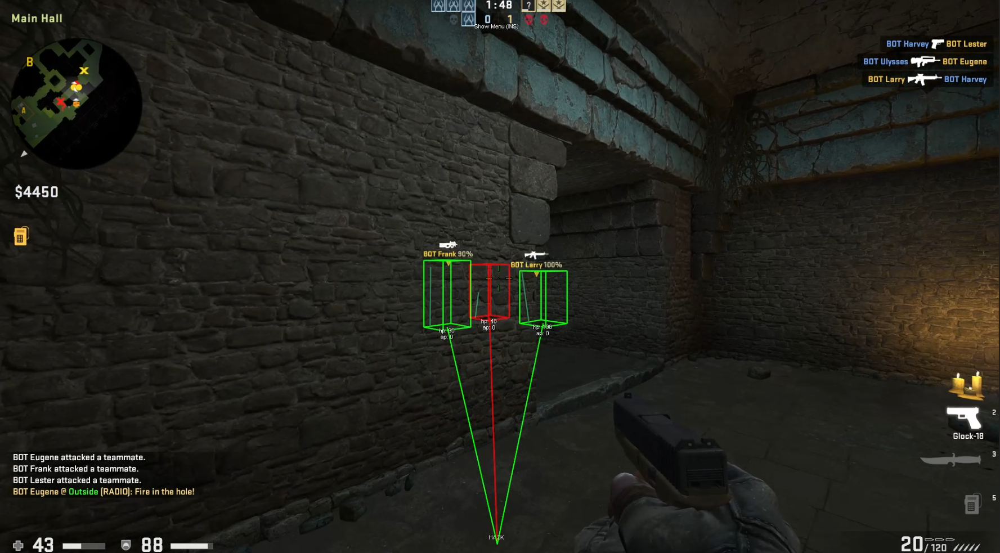 Main Hall
1:48
?
0 1
Show Menu (INS)
BOT Harvey BOT Lester
BOT Ulysses BOT Eugene
BOT Larry BOT Harvey
B
A
$4450
BOT Frank 90%
BOT Larry 100%
hp: 48
ap: 0
hp: 90
ap: 0
hp: 100
ap: 0
2
Glock-18
3
5
BOT Eugene attacked a teammate.
BOT Frank attacked a teammate.
BOT Lester attacked a teammate.
BOT Eugene @ Outside (RADIO): Fire in the hole!
HACK
43 88
20/120